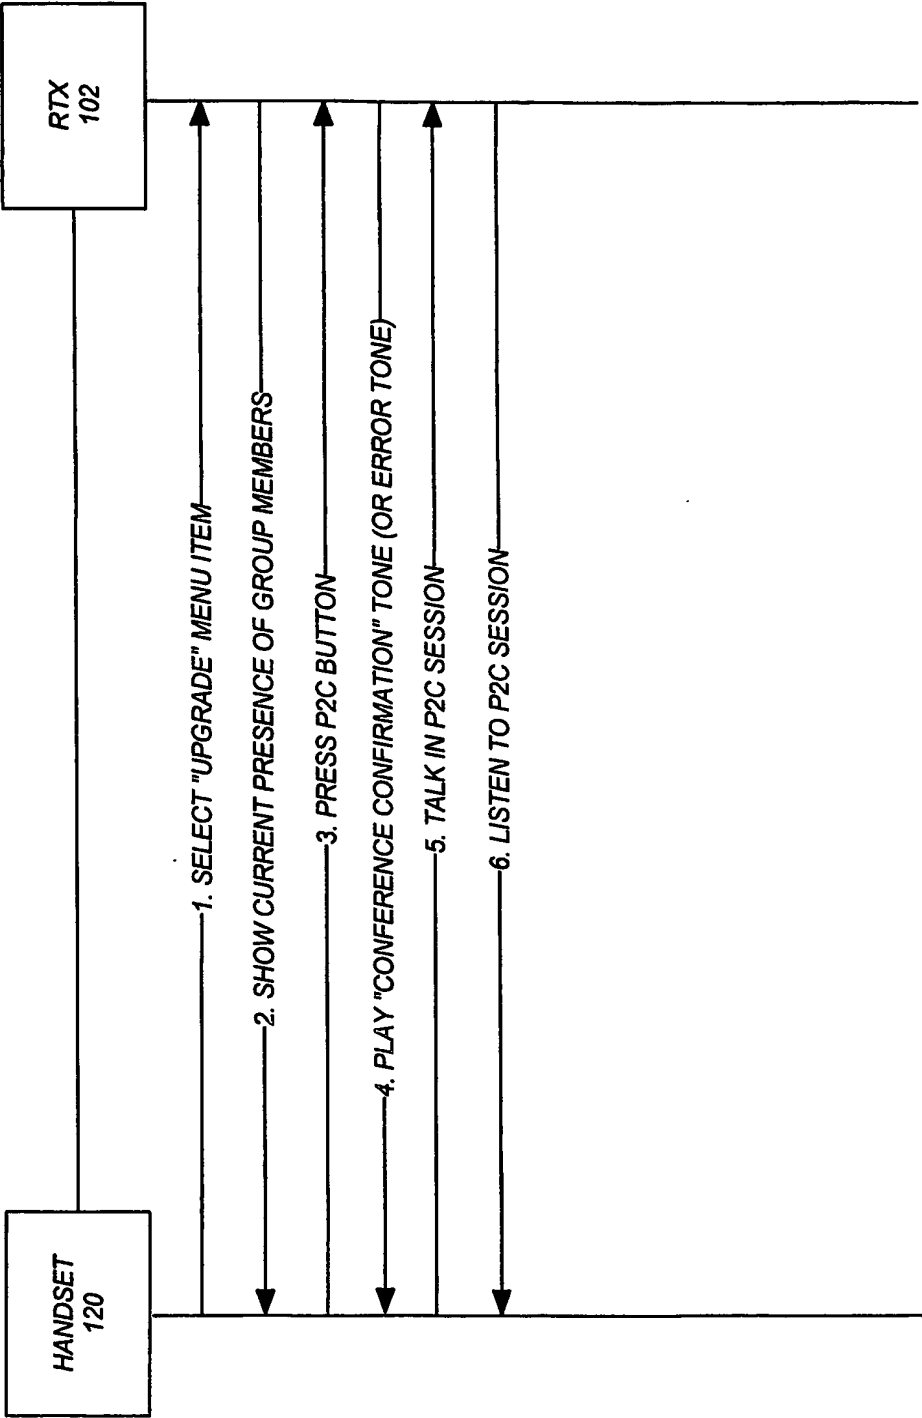 HANDSET
120
RTX
102
1. SELECT "UPGRADE" MENU ITEM
2. SHOW CURRENT PRESENCE OF GROUP MEMBERS
3. PRESS P2C BUTTON
4. PLAY "CONFERENCE CONFIRMATION" TONE (OR ERROR TONE)
5. TALK IN P2C SESSION
6. LISTEN TO P2C SESSION